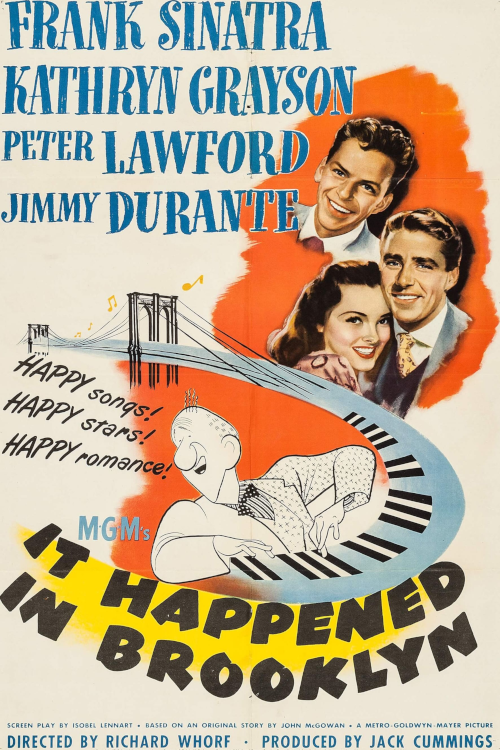 FRANK SINATRA
KATHRYN GRAYSON
PETER LAWFORD
JIMMY DURANTE
HAPPY songs!
HAPPY stars!
HAPPY romance!
M-G-M's
IT HAPPENED
IN BROOKLYN
SCREEN PLAY BY ISOBEL LENNART • BASED ON AN ORIGINAL STORY BY JOHN McGOWAN • A METRO-GOLDWYN-MAYER PICTURE
DIRECTED BY RICHARD WHORF • PRODUCED BY JACK CUMMINGS